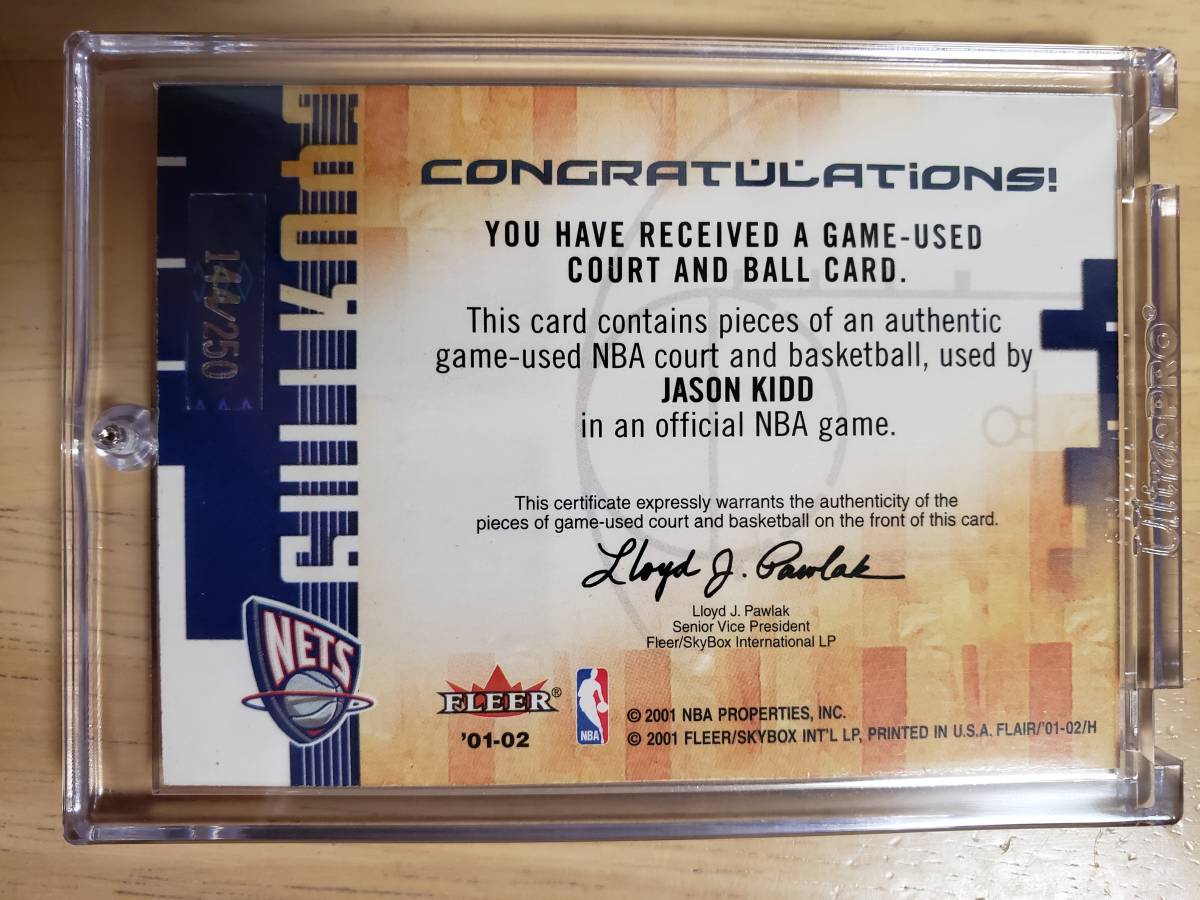 CONGRATULATIONS!
YOU HAVE RECEIVED A GAME-USED
COURT AND BALL CARD.
This card contains pieces of an authentic
game-used NBA court and basketball, used by
JASON KIDD
in an official NBA game.
This certificate expressly warrants the authenticity of the
pieces of game-used court and basketball on the front of this card.
Lloyd J. Pawlak
Lloyd J. Pawlak
Senior Vice President
Fleer/SkyBox International LP
FLEER®
'01-02
NBA
© 2001 NBA PROPERTIES, INC.
© 2001 FLEER/SKYBOX INT'L LP, PRINTED IN U.S.A. FLAIR/'01-02/H
144/250
NETS
UltraPRO